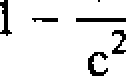 1 - —
c²